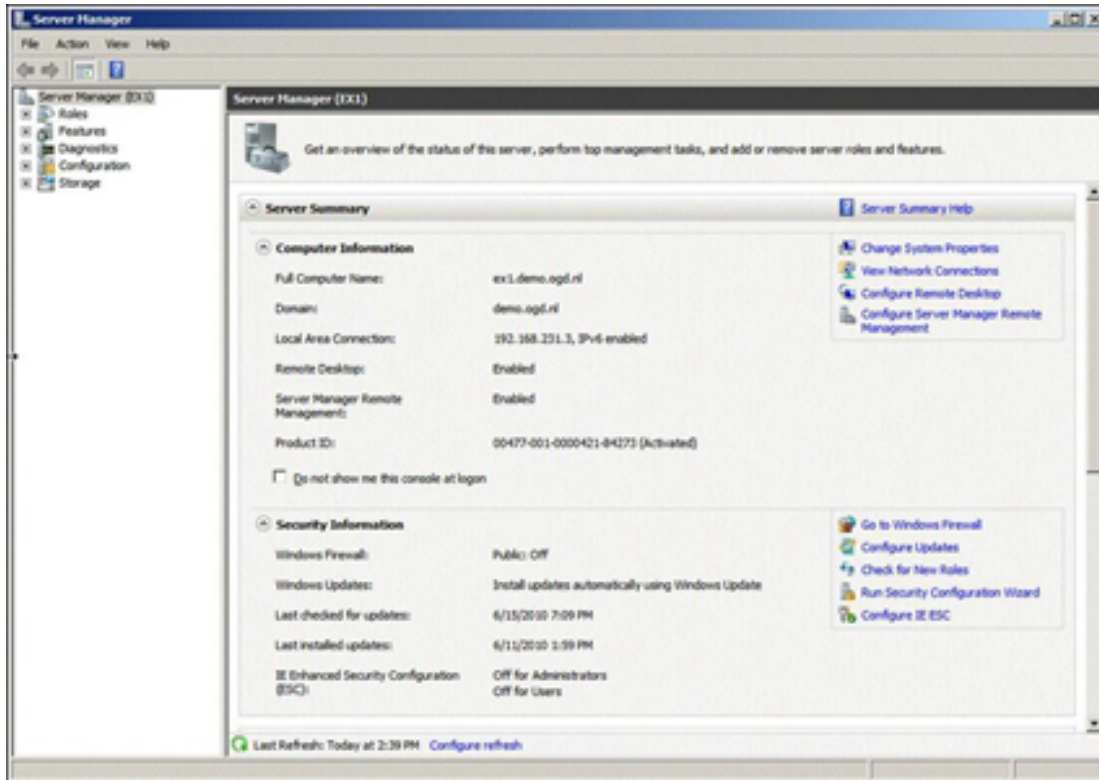 Server Manager
File Action View Help
Server Manager (EX1)
Roles
Features
Diagnostics
Configuration
Storage
Server Manager (EX1)
Get an overview of the status of this server, perform top management tasks, and add or remove server roles and features.
Server Summary
Server Summary Help
Computer Information
Full Computer Name: ex1.demo.ogd.nl
Domain: demo.ogd.nl
Local Area Connection: 192.168.231.3, IPv6 enabled
Remote Desktop: Enabled
Server Manager Remote Management: Enabled
Product ID: 00477-001-0000421-84273 (Activated)
Do not show me this console at logon
Change System Properties
View Network Connections
Configure Remote Desktop
Configure Server Manager Remote
Management
Security Information
Windows Firewall: Public: Off
Windows Updates: Install updates automatically using Windows Update
Last checked for updates: 6/15/2010 7:09 PM
Last installed updates: 6/11/2010 1:59 PM
IE Enhanced Security Configuration Off for Administrators
(ESC): Off for Users
Go to Windows Firewall
Configure Updates
Check for New Roles
Run Security Configuration Wizard
Configure IE ESC
Last Refresh: Today at 2:39 PM Configure refresh